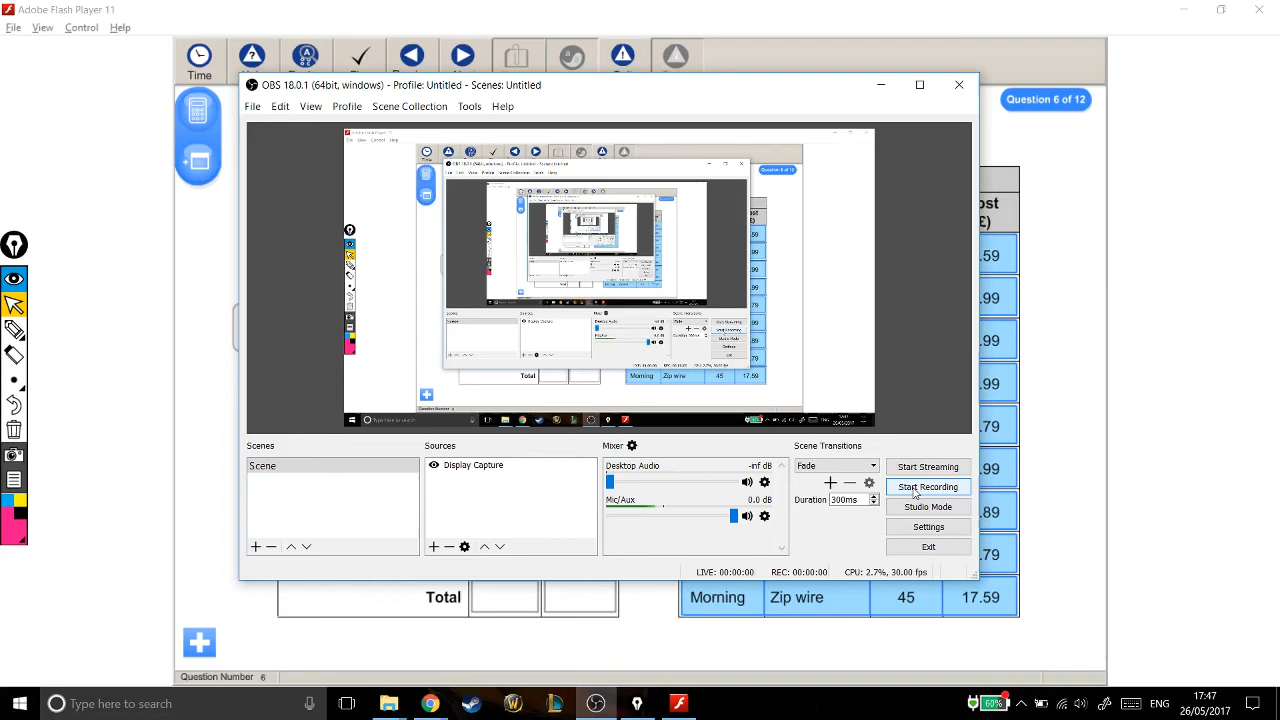 Adobe Flash Player 11
File View Control Help
Time
Question 6 of 12
OBS 18.0.1 (64bit, windows) - Profile: Untitled - Scenes: Untitled
File Edit View Profile Scene Collection Tools Help
ost
£)
.59
.99
.99
.99
.79
.99
.89
.79
Scenes
Scene
Sources
Display Capture
Mixer
Desktop Audio -inf dB
Mic/Aux 0.0 dB
Scene Transitions
Fade
Duration 300ms
Start Streaming
Start Recording
Studio Mode
Settings
Exit
LIVE: 00:00:00 REC: 00:00:00 CPU: 2.7%, 30.00 fps
Total
Morning Zip wire 45 17.59
Question Number 6
Type here to search
60%
ENG
17:47
26/05/2017